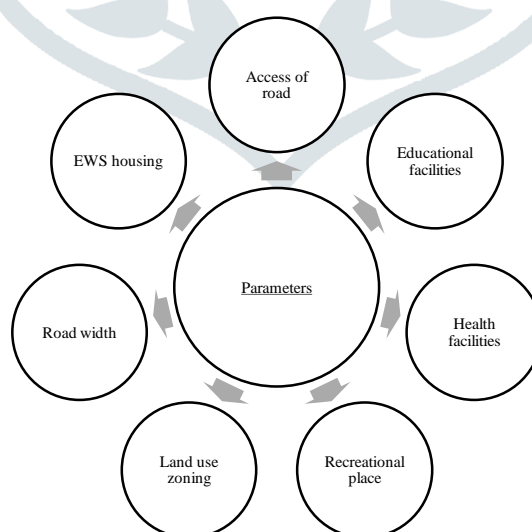 Access of
road
EWS housing
Educational
facilities
Parameters
Road width
Health
facilities
Land use
zoning
Recreational
place